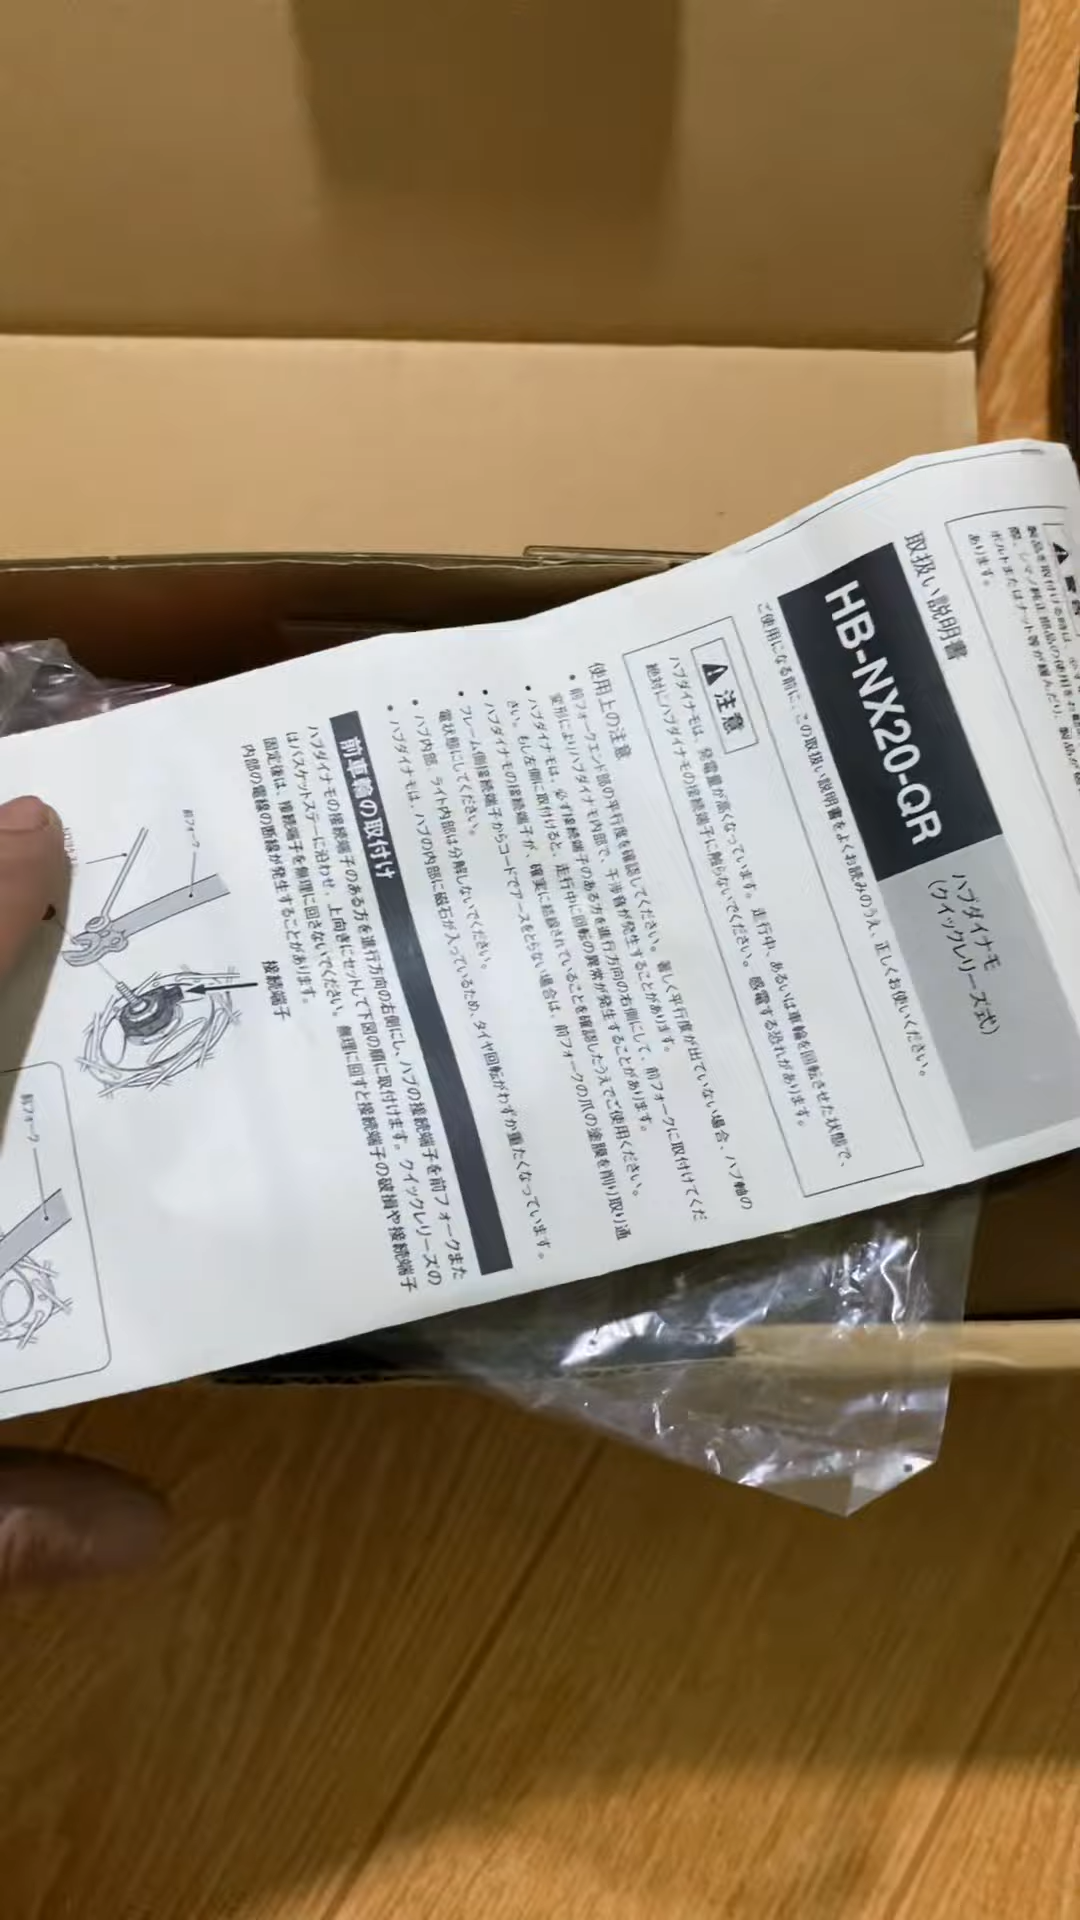 取扱い説明書
HB-NX20-QR
ハブダイナモ
(クイックレリーズ式)
ご使用になる前に、この取扱い説明書をよくお読みのうえ、正しくお使いください。
注意
ハブダイナモは、発電量が高くなっています。走行中、あるいは車輪を回転させた状態で、
絶対にハブダイナモの接続端子に触らないでください。感電する恐れがあります。
使用上の注意
• 前フォークエンド部の平行度を確認してください。著しく平行度が出ていない場合、ハブ軸の
変形によりハブダイナモ内部で、干渉音が発生することがあります。
• ハブダイナモは、必ず接続端子のある方を進行方向の右側にして、前フォークに取付けてくだ
さい。もし左側に取付けると、走行中に回転の異常が発生することがあります。
• ハブダイナモの接続端子が、確実に結線されていることを確認したうえでご使用ください。
• フレーム側接続端子からコードでアースをとらない場合は、前フォークの爪の塗膜を削り取り通
電状態にしてください。
• ハブ内部、ライト内部は分解しないでください。
• ハブダイナモは、ハブの内部に磁石が入っているため、タイヤ回転がわずか重たくなっています。
前車輪の取付け
ハブダイナモの接続端子のある方を進行方向の右側にし、ハブの接続端子を前フォークまた
はバスケットステーに沿わせ、上向きにセットして下図の順に取付けます。クイックレリーズの
固定後は、接続端子を無理に回さないでください。無理に回すと接続端子の破損や接続端子
内部の電線の断線が発生することがあります。
接続端子
前フォーク
前フォーク
警告
ボルトまたはナット等が緩んだり、
あります。